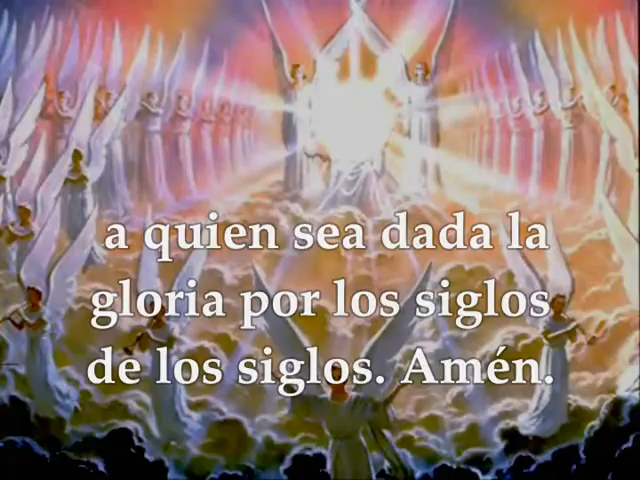 a quien sea dada la
gloria por los siglos
de los siglos. Amén.